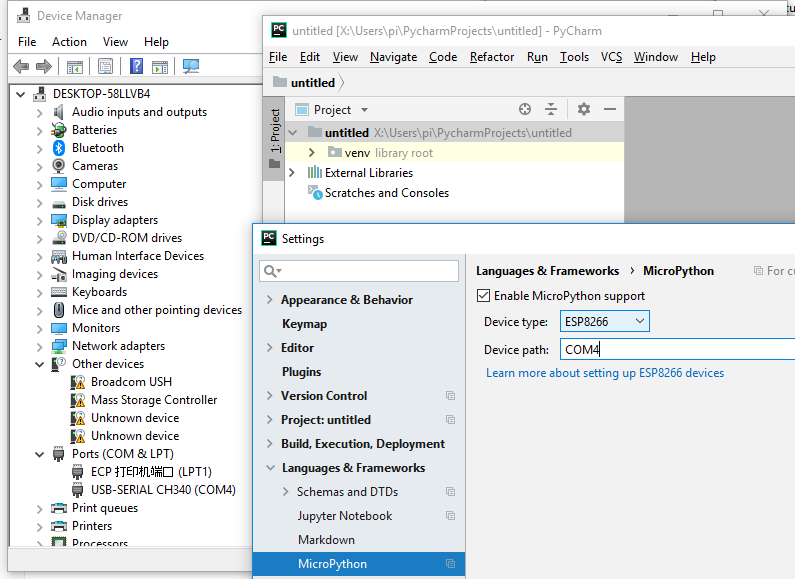 Device Manager
File Action View Help
DESKTOP-58LLVB4
Audio inputs and outputs
Batteries
Bluetooth
Cameras
Computer
Disk drives
Display adapters
DVD/CD-ROM drives
Human Interface Devices
Imaging devices
Keyboards
Mice and other pointing devices
Monitors
Network adapters
Other devices
Broadcom USH
Mass Storage Controller
Unknown device
Unknown device
Ports (COM & LPT)
ECP 打印机端口 (LPT1)
USB-SERIAL CH340 (COM4)
Print queues
Printers
Processors
untitled [X:\Users\pi\PycharmProjects\untitled] - PyCharm
File Edit View Navigate Code Refactor Run Tools VCS Window Help
untitled
1: Project
Project
untitled X:\Users\pi\PycharmProjects\untitled
venv library root
External Libraries
Scratches and Consoles
PC Settings
Appearance & Behavior
Keymap
Editor
Plugins
Version Control
Project: untitled
Build, Execution, Deployment
Languages & Frameworks
Schemas and DTDs
Jupyter Notebook
Markdown
MicroPython
Languages & Frameworks › MicroPython
For cu
Enable MicroPython support
Device type: ESP8266
Device path: COM4
Learn more about setting up ESP8266 devices